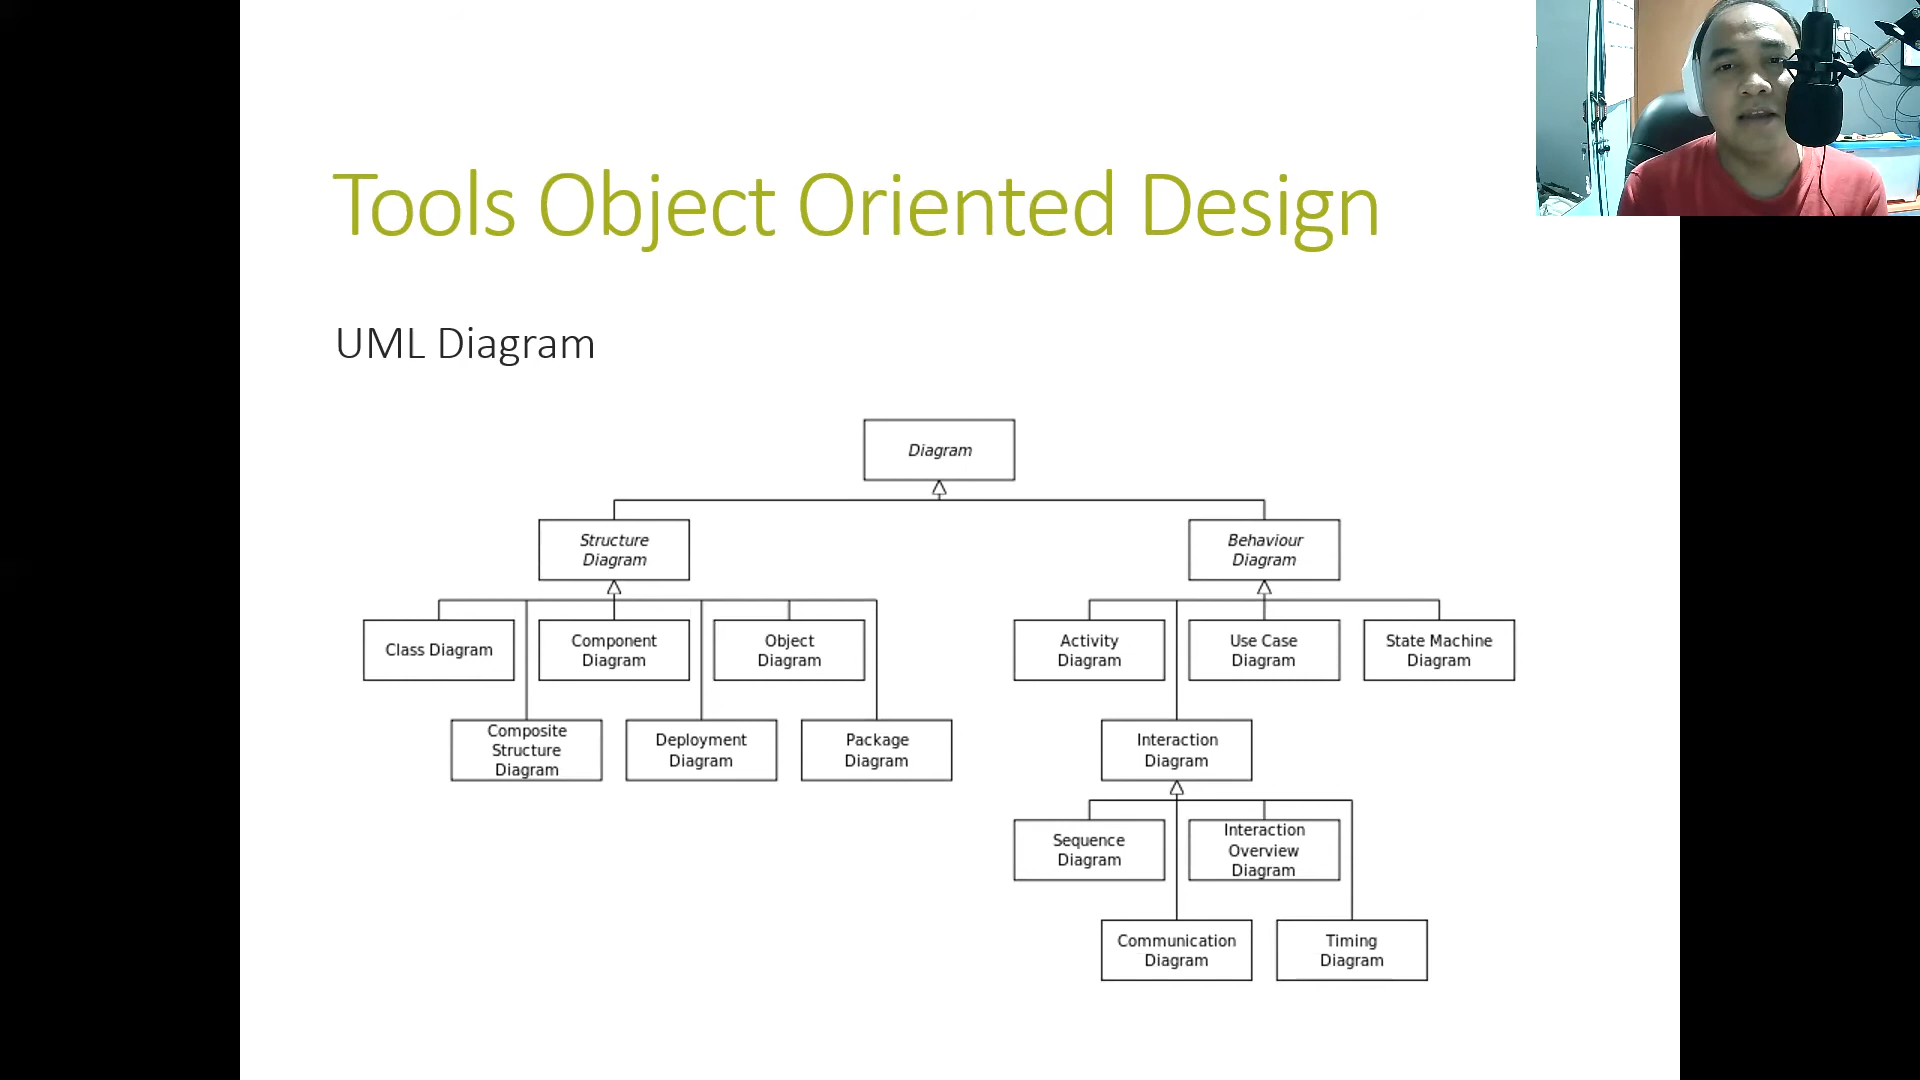 Tools Object Oriented Design
UML Diagram
Diagram
Structure
Diagram
Behaviour
Diagram
Class Diagram
Component
Diagram
Object
Diagram
Activity
Diagram
Use Case
Diagram
State Machine
Diagram
Composite
Structure
Diagram
Deployment
Diagram
Package
Diagram
Interaction
Diagram
Sequence
Diagram
Interaction
Overview
Diagram
Communication
Diagram
Timing
Diagram